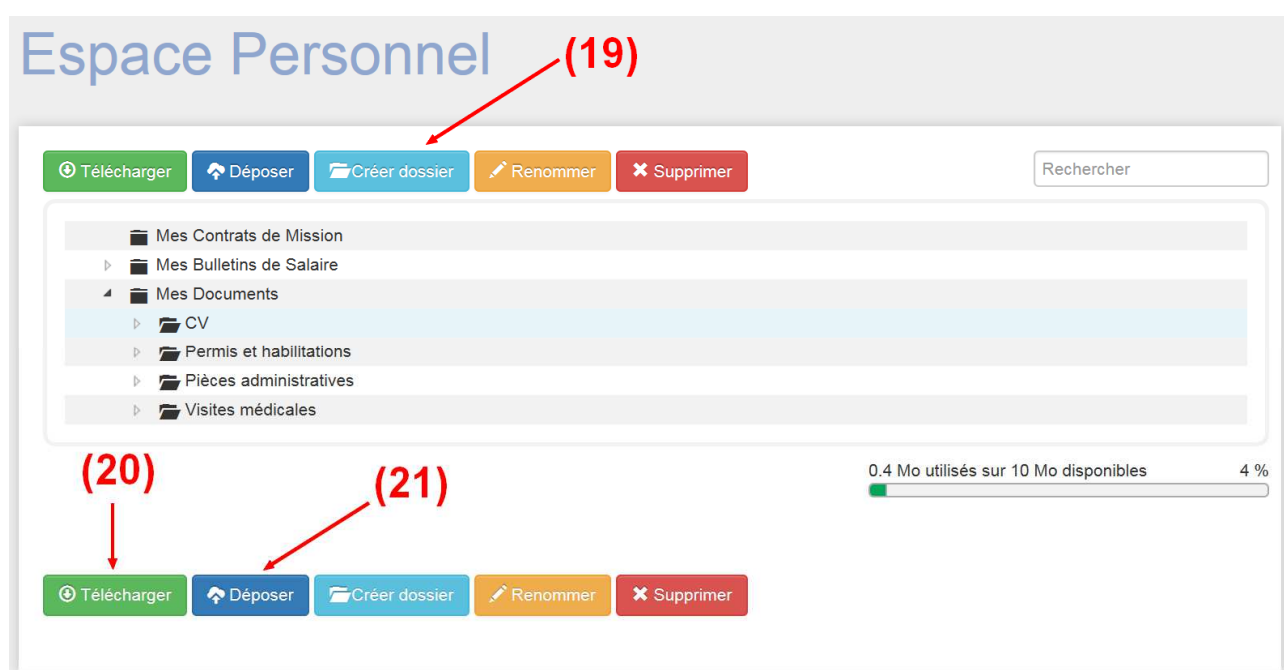 Espace Personnel
(19)
Télécharger Déposer Créer dossier Renommer Supprimer Rechercher
Mes Contrats de Mission
Mes Bulletins de Salaire
Mes Documents
CV
Permis et habilitations
Pièces administratives
Visites médicales
(20)
(21)
0.4 Mo utilisés sur 10 Mo disponibles 4 %
Télécharger Déposer Créer dossier Renommer Supprimer